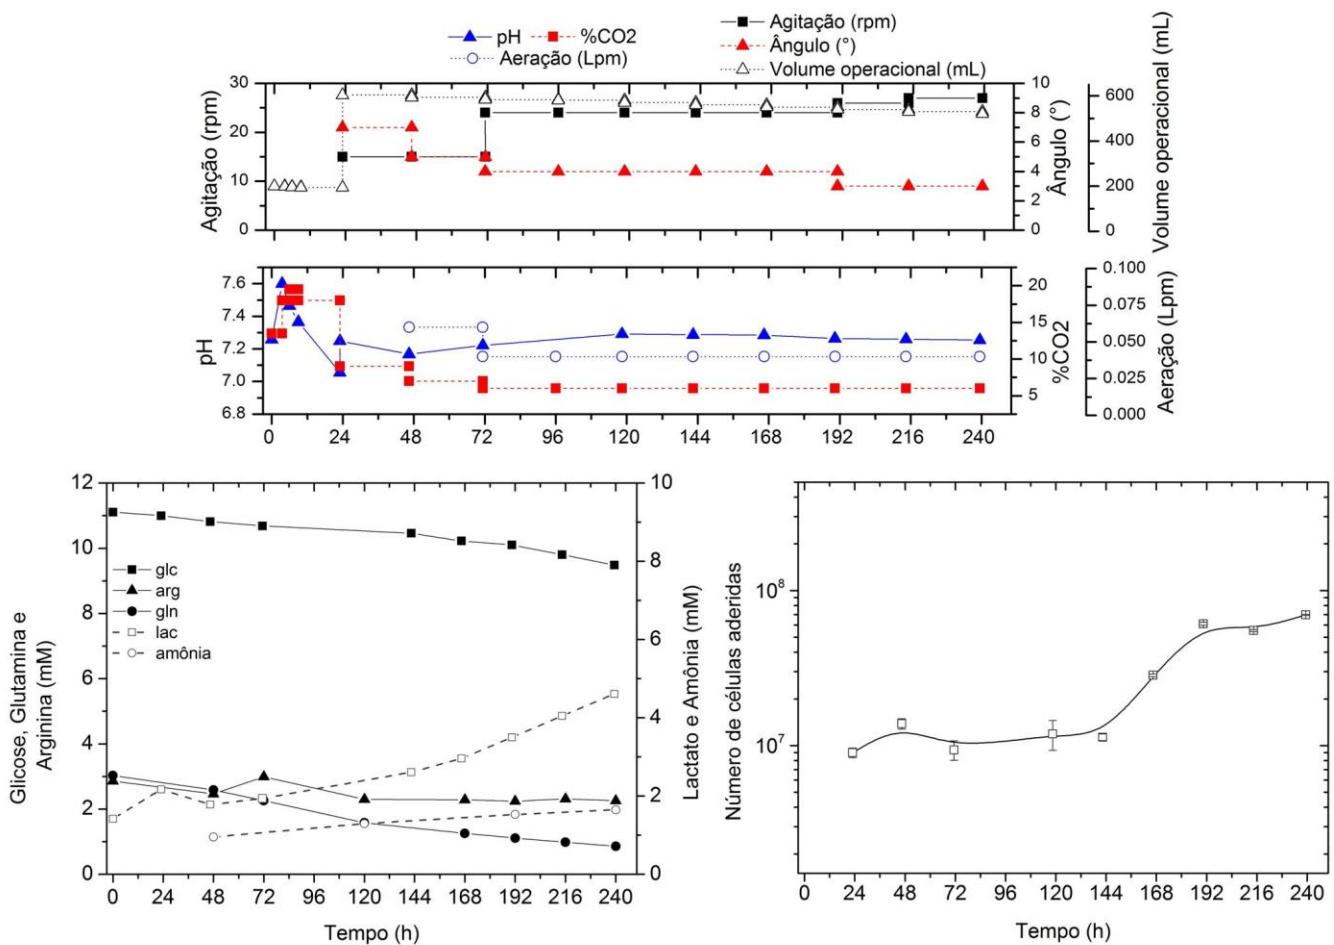 pH
%CO2
Aeração (Lpm)
Agitação (rpm)
Ângulo (°)
Volume operacional (mL)
Agitação (rpm)
30
20
10
0
10
8
6
4
2
0
Ângulo (°)
600
400
200
0
Volume operacional (mL)
pH
7.6
7.4
7.2
7.0
6.8
20
15
10
5
%CO2
0.100
0.075
0.050
0.025
0.000
Aeração (Lpm)
0 24 48 72 96 120 144 168 192 216 240
Glicose, Glutamina e
Arginina (mM)
12
10
8
6
4
2
0
glc
arg
gln
lac
amônia
10
8
6
4
2
0
Lactato e Amônia (mM)
0 24 48 72 96 120 144 168 192 216 240
Tempo (h)
Número de células aderidas
10^8
10^7
0 24 48 72 96 120 144 168 192 216 240
Tempo (h)